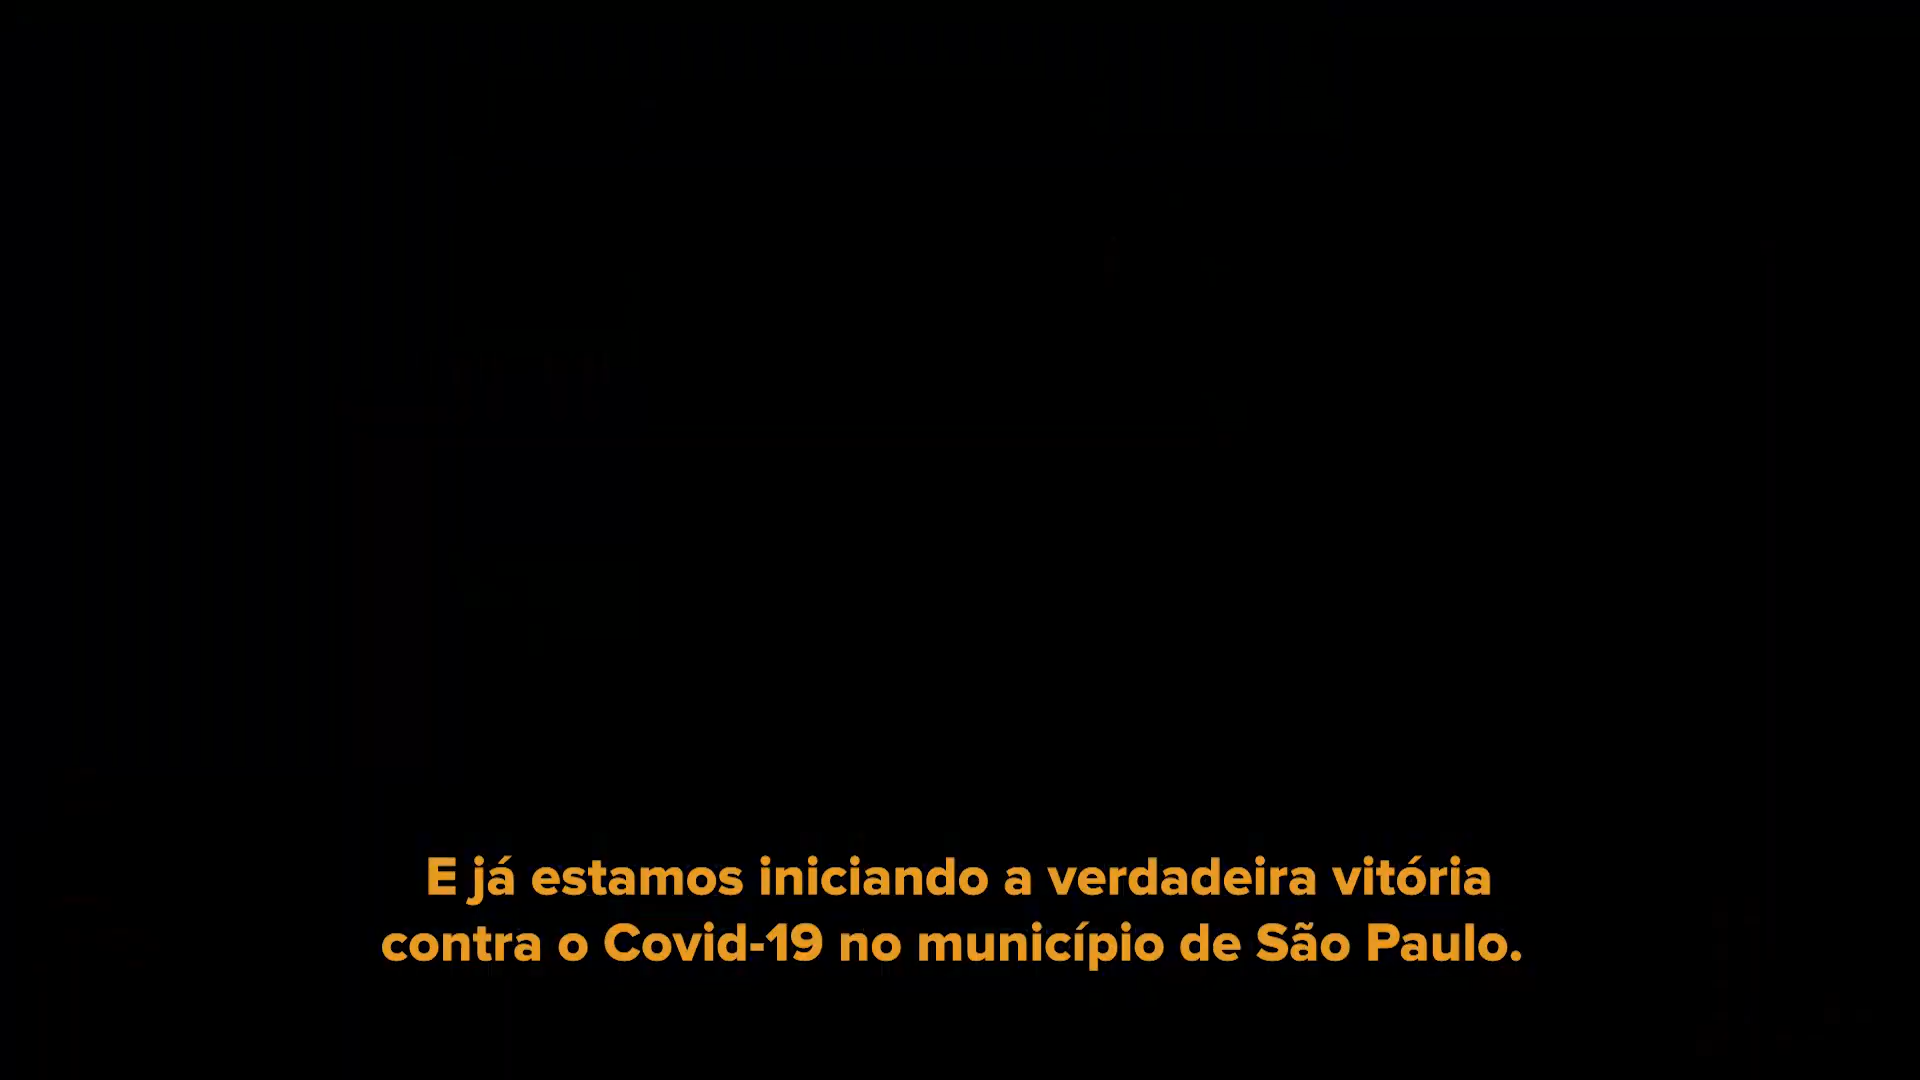 E já estamos iniciando a verdadeira vitória
contra o Covid-19 no município de São Paulo.